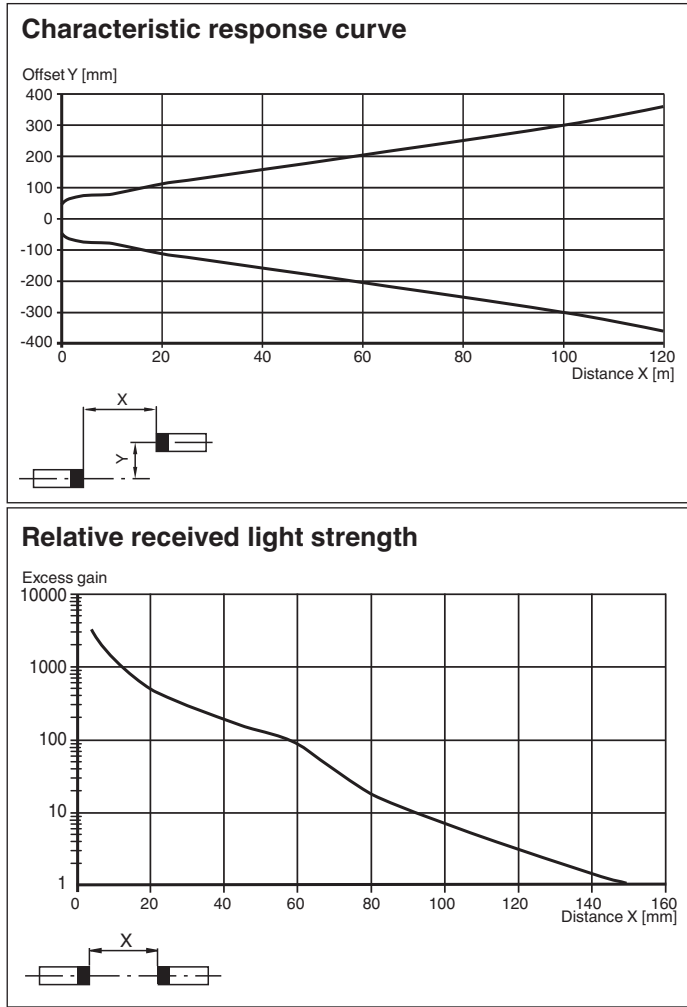 Characteristic response curve
Offset Y [mm]
400
300
200
100
0
-100
-200
-300
-400
0 20 40 60 80 100 120
Distance X [m]
X
Y
Relative received light strength
Excess gain
10000
1000
100
10
1
0 20 40 60 80 100 120 140 160
Distance X [mm]
X